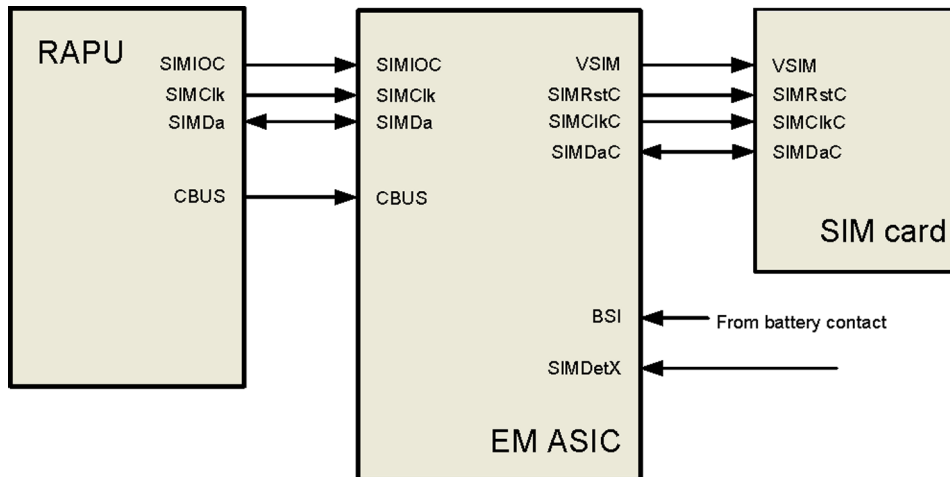 RAPU
SIMIOC
SIMClk
SIMDa
CBUS
SIMIOC
SIMClk
SIMDa
CBUS
VSIM
SIMRstC
SIMClkC
SIMDaC
BSI
SIMDetX
EM ASIC
VSIM
SIMRstC
SIMClkC
SIMDaC
SIM card
From battery contact